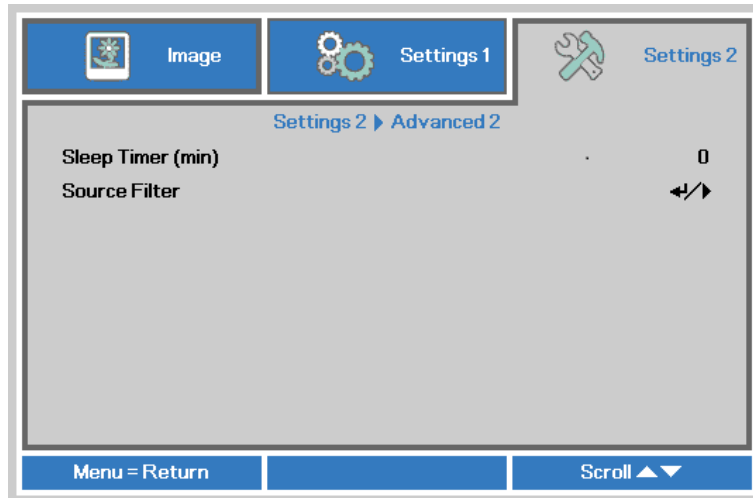 Image
Settings 1
Settings 2
Settings 2 ▶ Advanced 2
Sleep Timer (min) 0
Source Filter ↵/▶
Menu = Return
Scroll ▲▼